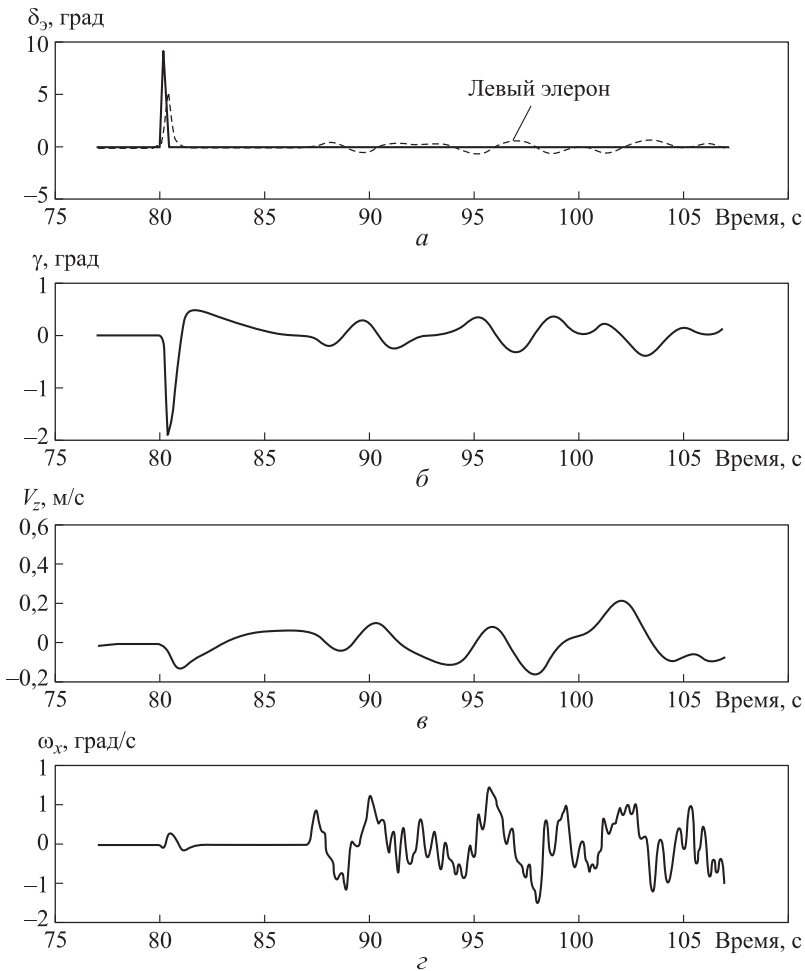 δэ, град
10
5
Левый элерон
0
–5
75 80 85 90 95 100 105 Время, с
а
γ, град
1
0
–1
–2
75 80 85 90 95 100 105 Время, с
б
Vz, м/с
0,6
0,4
0,2
0
–0,2
75 80 85 90 95 100 105 Время, с
в
ωx, град/с
1
1
0
–1
–2
75 80 85 90 95 100 105 Время, с
г